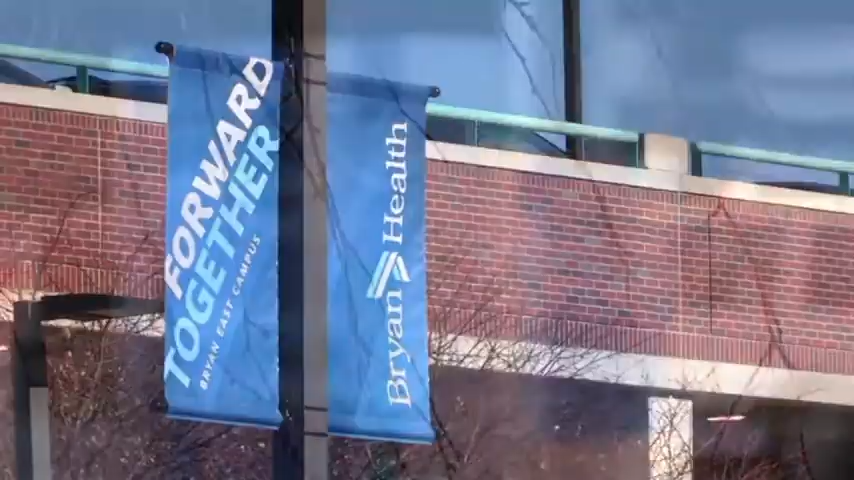 FORWARD
TOGETHER
BRYAN EAST CAMPUS
Bryan Health